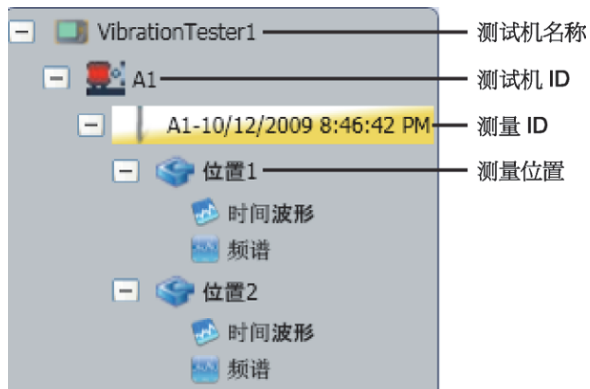 VibrationTester1 测试机名称
A1 测试机 ID
A1-10/12/2009 8:46:42 PM 测量 ID
位置1 测量位置
时间波形
频谱
位置2
时间波形
频谱